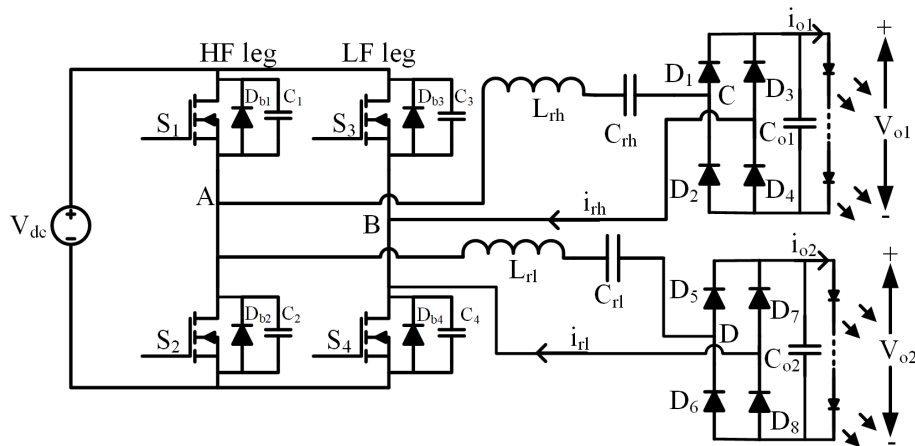 HF leg LF leg
S1 Db1 C1 S3 Db3 C3
Lrh Crh
D1 C D3 Co1 D2 D4
io1
+
Vo1
-
A
B
irh
Vdc
+
-
Lrl Crl
S2 Db2 C2 S4 Db4 C4
irl
D5 D7 D Co2 D6 D8
io2
+
Vo2
-